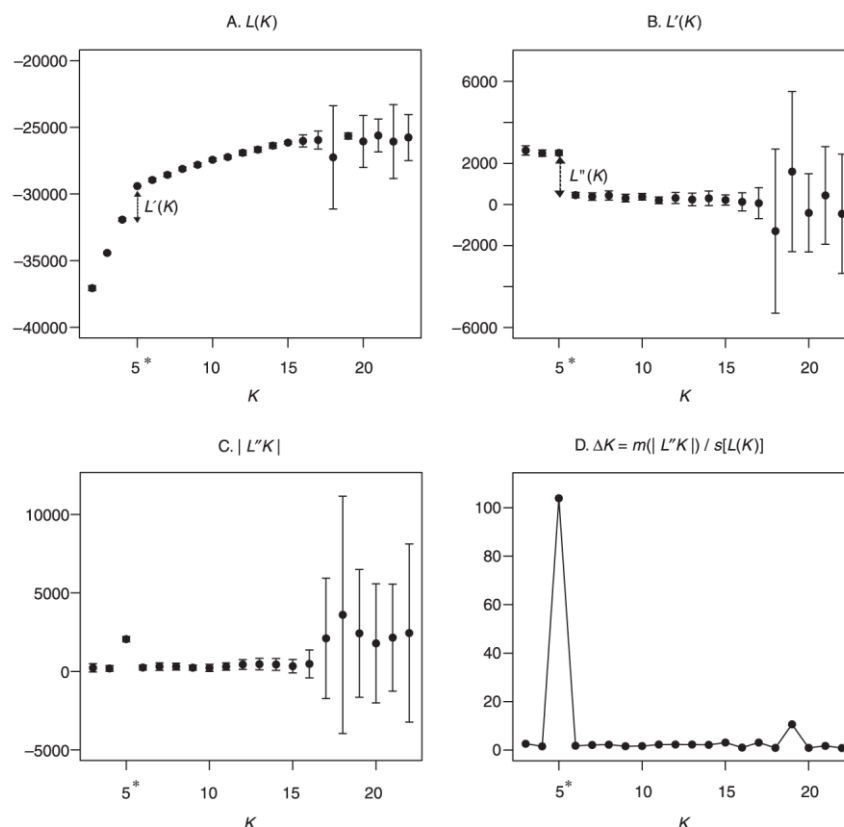 A. L(K)
−20000
−25000
−30000
−35000
−40000
L′(K)
5* 10 15 20
K
B. L′(K)
6000
2000
0
−2000
−6000
L″(K)
5* 10 15 20
K
C. | L″K |
10000
5000
0
−5000
5* 10 15 20
K
D. ΔK = m(| L″K |) / s[L(K)]
100
80
60
40
20
0
5* 10 15 20
K